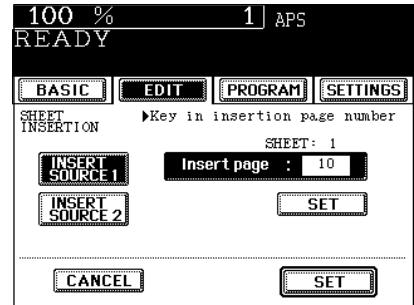 100 % 1 APS
READY
BASIC EDIT PROGRAM SETTINGS
SHEET INSERTION
▶Key in insertion page number
SHEET: 1
INSERT SOURCE 1
Insert page : 10
INSERT SOURCE 2
SET
CANCEL SET